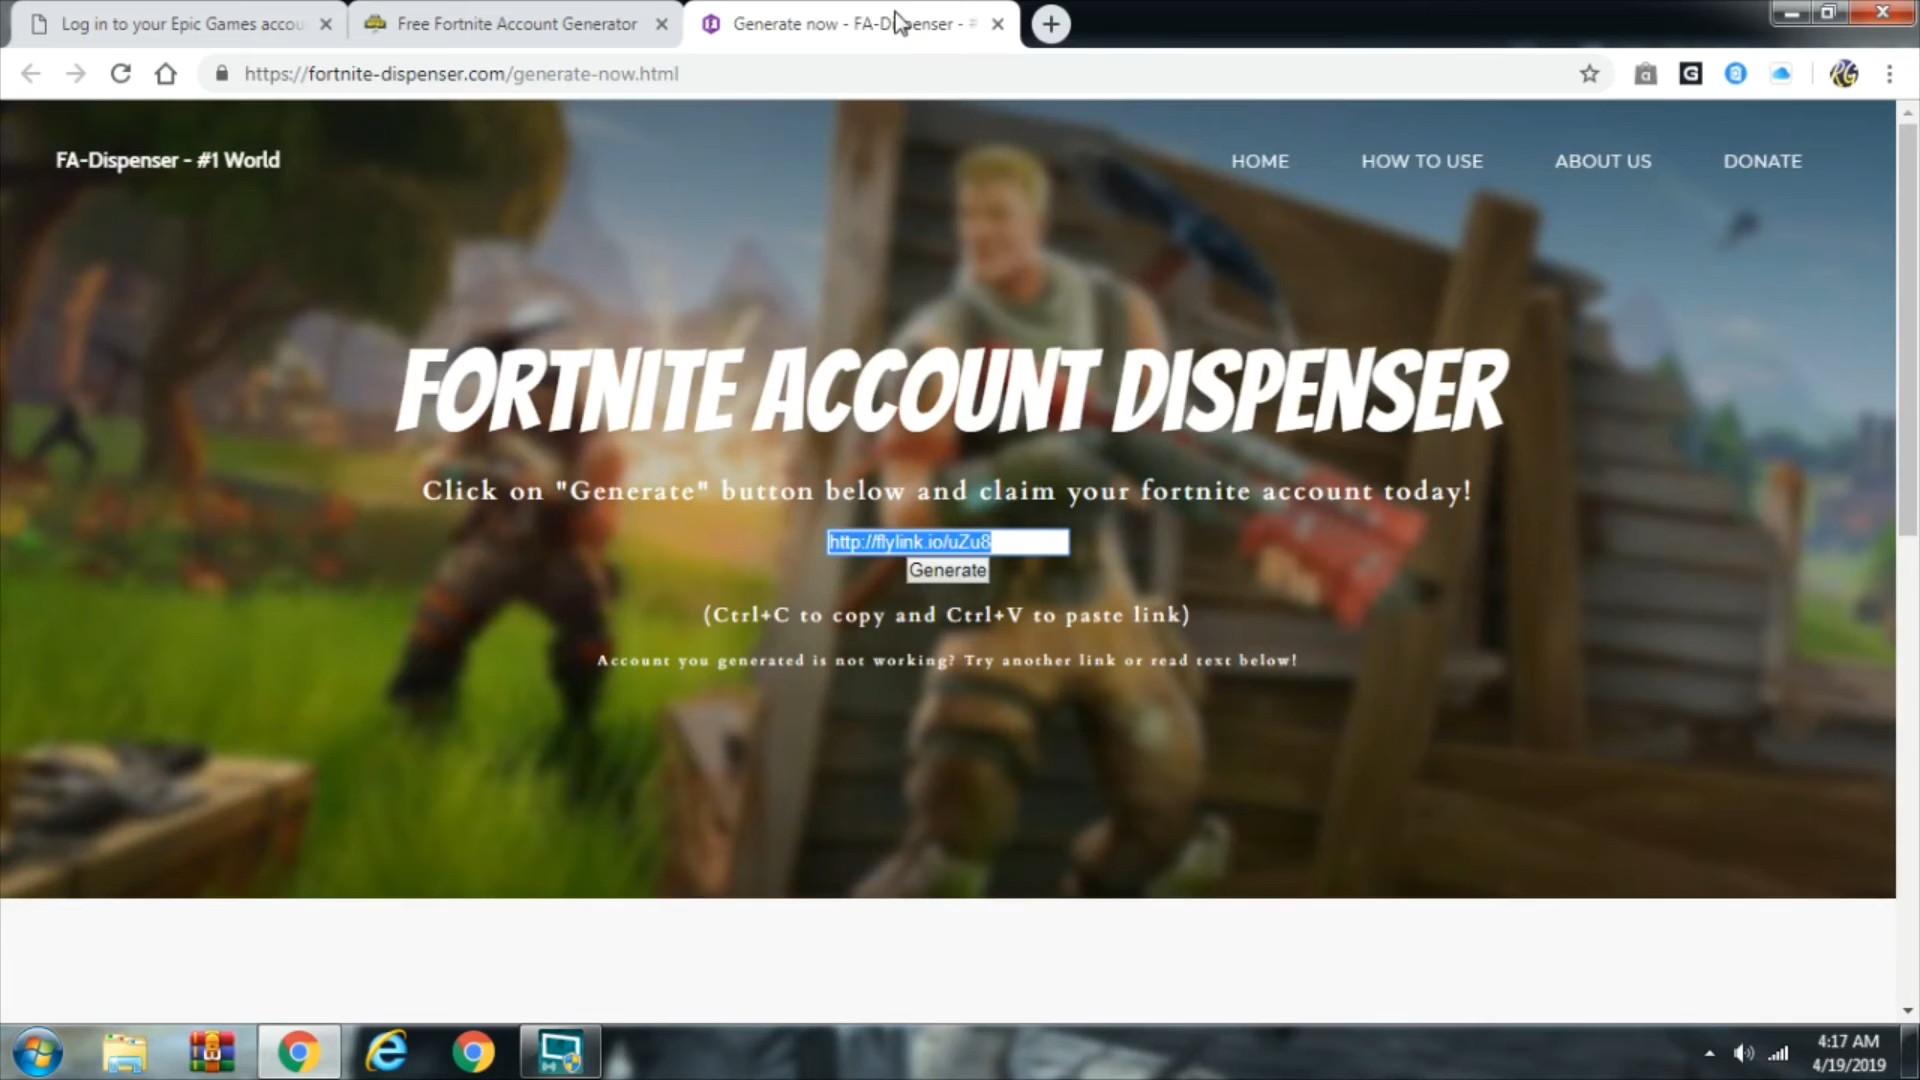 Log in to your Epic Games accou
Free Fortnite Account Generator
Generate now - FA-Dispenser - #
https://fortnite-dispenser.com/generate-now.html
FA-Dispenser - #1 World
HOME
HOW TO USE
ABOUT US
DONATE
FORTNITE ACCOUNT DISPENSER
Click on "Generate" button below and claim your fortnite account today!
http://flylink.io/uZu8
Generate
(Ctrl+C to copy and Ctrl+V to paste link)
Account you generated is not working? Try another link or read text below!
4:17 AM
4/19/2019